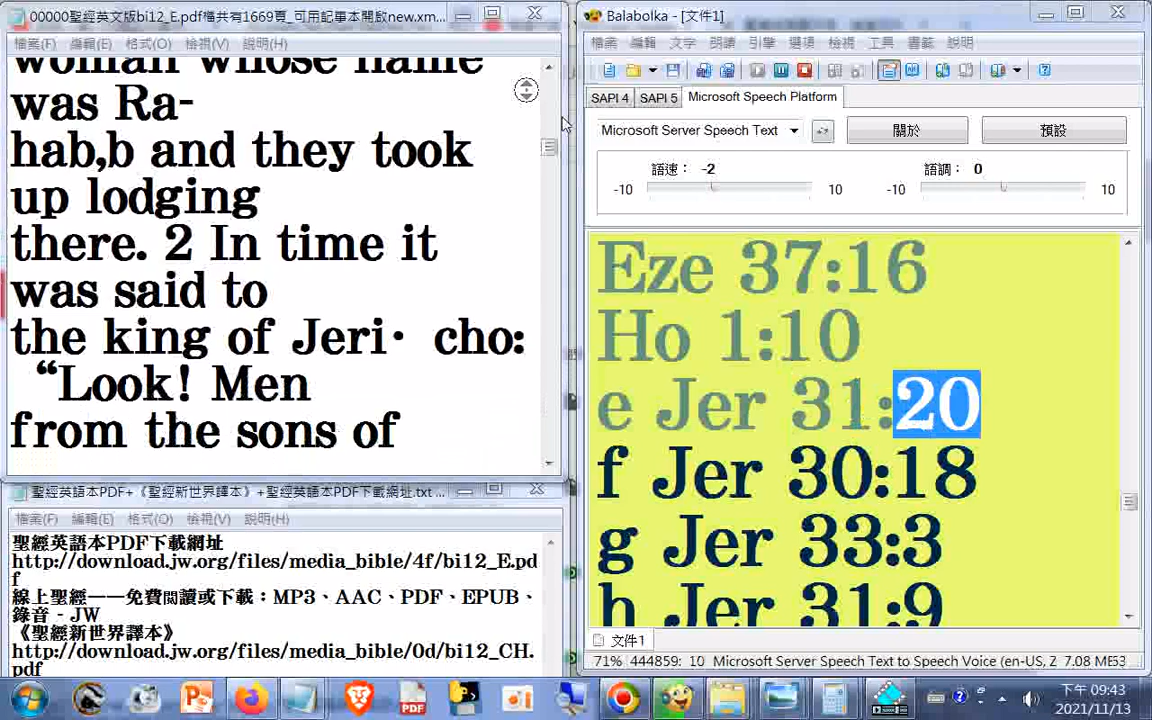 00000聖經英文版bi12_E.pdf檔共有1669頁_可用記事本開啟new.xm...
檔案(F) 編輯(E) 格式(O) 檢視(V) 說明(H)
woman whose name
was Ra-
hab,b and they took
up lodging
there. 2 In time it
was said to
the king of Jeri· cho:
“Look! Men
from the sons of
聖經英語本PDF+《聖經新世界譯本》+聖經英語本PDF下載網址.txt ...
檔案(F) 編輯(E) 格式(O) 檢視(V) 說明(H)
聖經英語本PDF下載網址
http://download.jw.org/files/media_bible/4f/bi12_E.pd
f
線上聖經——免費閱讀或下載：MP3、AAC、PDF、EPUB、
錄音 - JW
《聖經新世界譯本》
http://download.jw.org/files/media_bible/0d/bi12_CH.
pdf
Balabolka - [文件1]
檔案 編輯 文字 朗讀 引擎 選項 檢視 工具 書籤 說明
SAPI 4 SAPI 5 Microsoft Speech Platform
Microsoft Server Speech Text 關於 預設
語速： -2 語調： 0
-10 10 -10 10
Eze 37:16
Ho 1:10
e Jer 31:20
f Jer 30:18
g Jer 33:3
h Jer 31:9
文件1
71% 444859: 10 Microsoft Server Speech Text to Speech Voice (en-US, Z 7.08 ME53
PDF
下午 09:43
2021/11/13